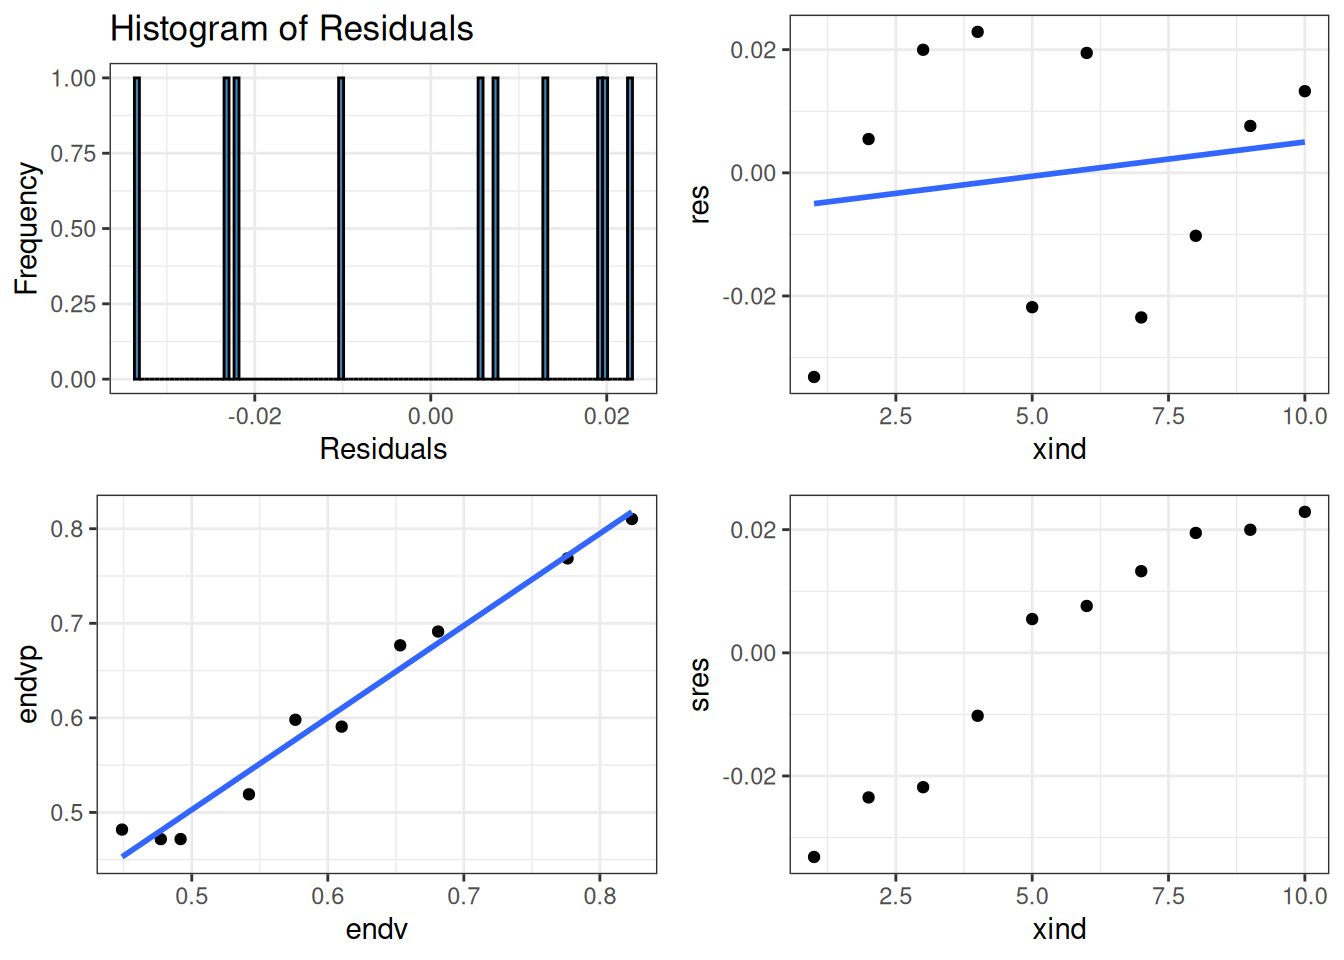 Histogram of Residuals
1.00
0.75
0.50
0.25
0.00
Frequency
-0.02 0.00 0.02
Residuals
0.02
0.00
-0.02
res
2.5 5.0 7.5 10.0
xind
0.8
0.7
0.6
0.5
endvp
0.5 0.6 0.7 0.8
endv
0.02
0.00
-0.02
sres
2.5 5.0 7.5 10.0
xind